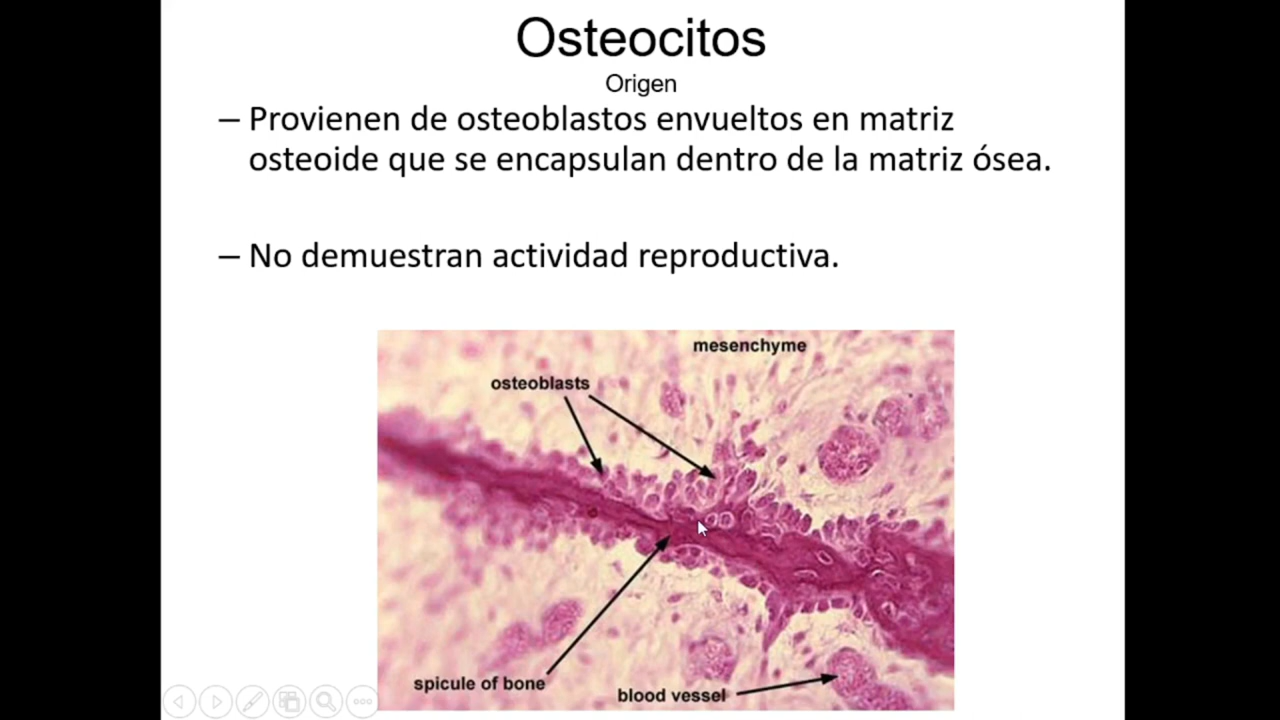 Osteocitos
Origen
– Provienen de osteoblastos envueltos en matriz
osteoide que se encapsulan dentro de la matriz ósea.
– No demuestran actividad reproductiva.
mesenchyme
osteoblasts
spicule of bone
blood vessel